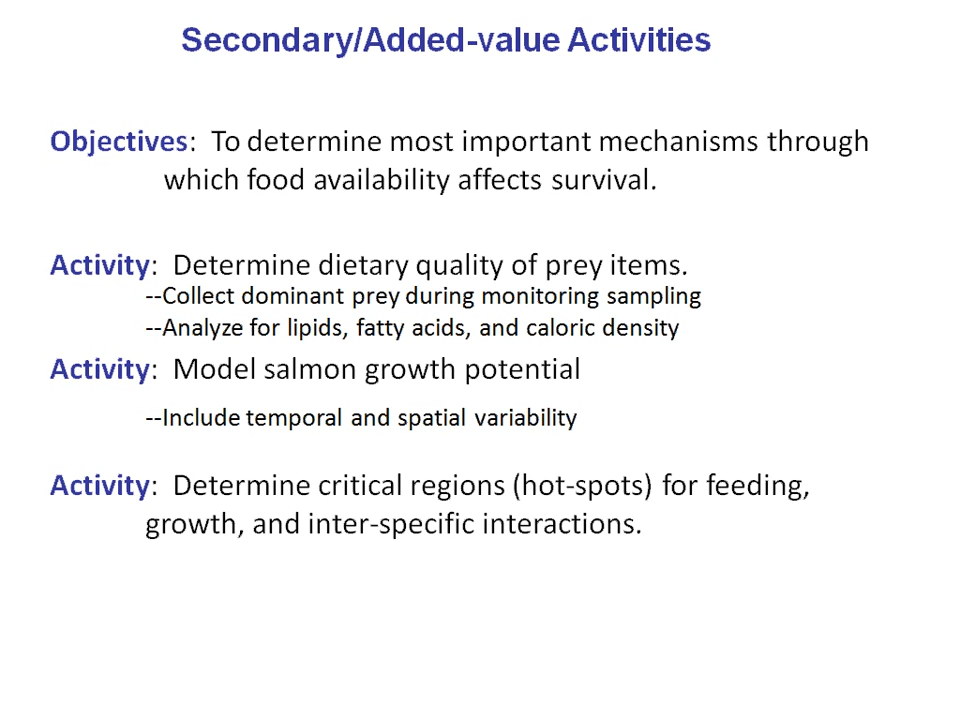 Secondary/Added-value Activities
Objectives:  To determine most important mechanisms through
which food availability affects survival.
Activity:  Determine dietary quality of prey items.
--Collect dominant prey during monitoring sampling
--Analyze for lipids, fatty acids, and caloric density
Activity:  Model salmon growth potential
--Include temporal and spatial variability
Activity:  Determine critical regions (hot-spots) for feeding,
growth, and inter-specific interactions.